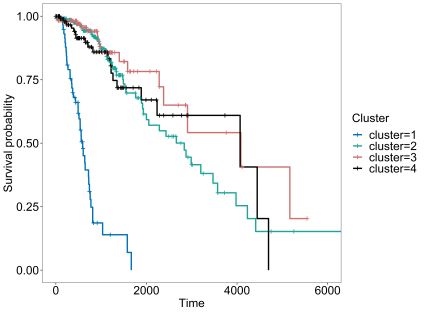 1.00
0.75
0.50
0.25
0.00
Survival probability
0
2000
4000
6000
Time
Cluster
cluster=1
cluster=2
cluster=3
cluster=4